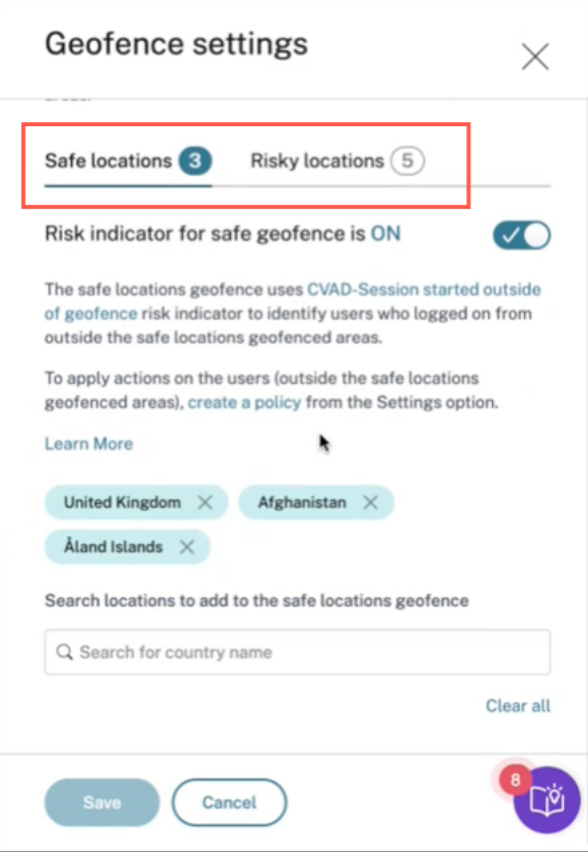 Geofence settings
Safe locations 3 Risky locations 5
Risk indicator for safe geofence is ON
The safe locations geofence uses CVAD-Session started outside
of geofence risk indicator to identify users who logged on from
outside the safe locations geofenced areas.
To apply actions on the users (outside the safe locations
geofenced areas), create a policy from the Settings option.
Learn More
United Kingdom Afghanistan
Åland Islands
Search locations to add to the safe locations geofence
Search for country name
Clear all
Save Cancel
8